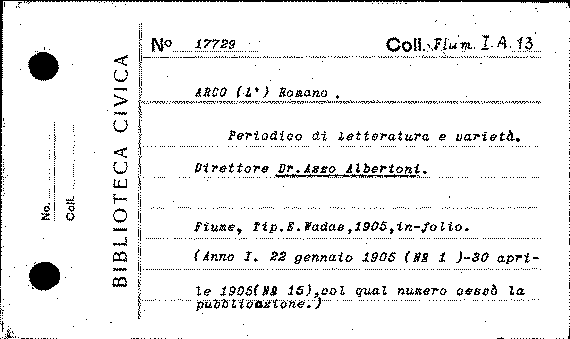 Nº 17729 Coll. Fium. I.A.13
ARCO (L') Romano .
Periodico di letteratura e varietà.
Direttore Dr.Asso Albertoni.
Fiume, Tip.E.Wadas,1905,in-folio.
(Anno I. 22 gennaio 1905 (Nº 1 )-30 apri-
le 1905(Nº 15),col qual numero cessò la
pubblicazione.)
BIBLIOTECA CIVICA
No.
Coll.